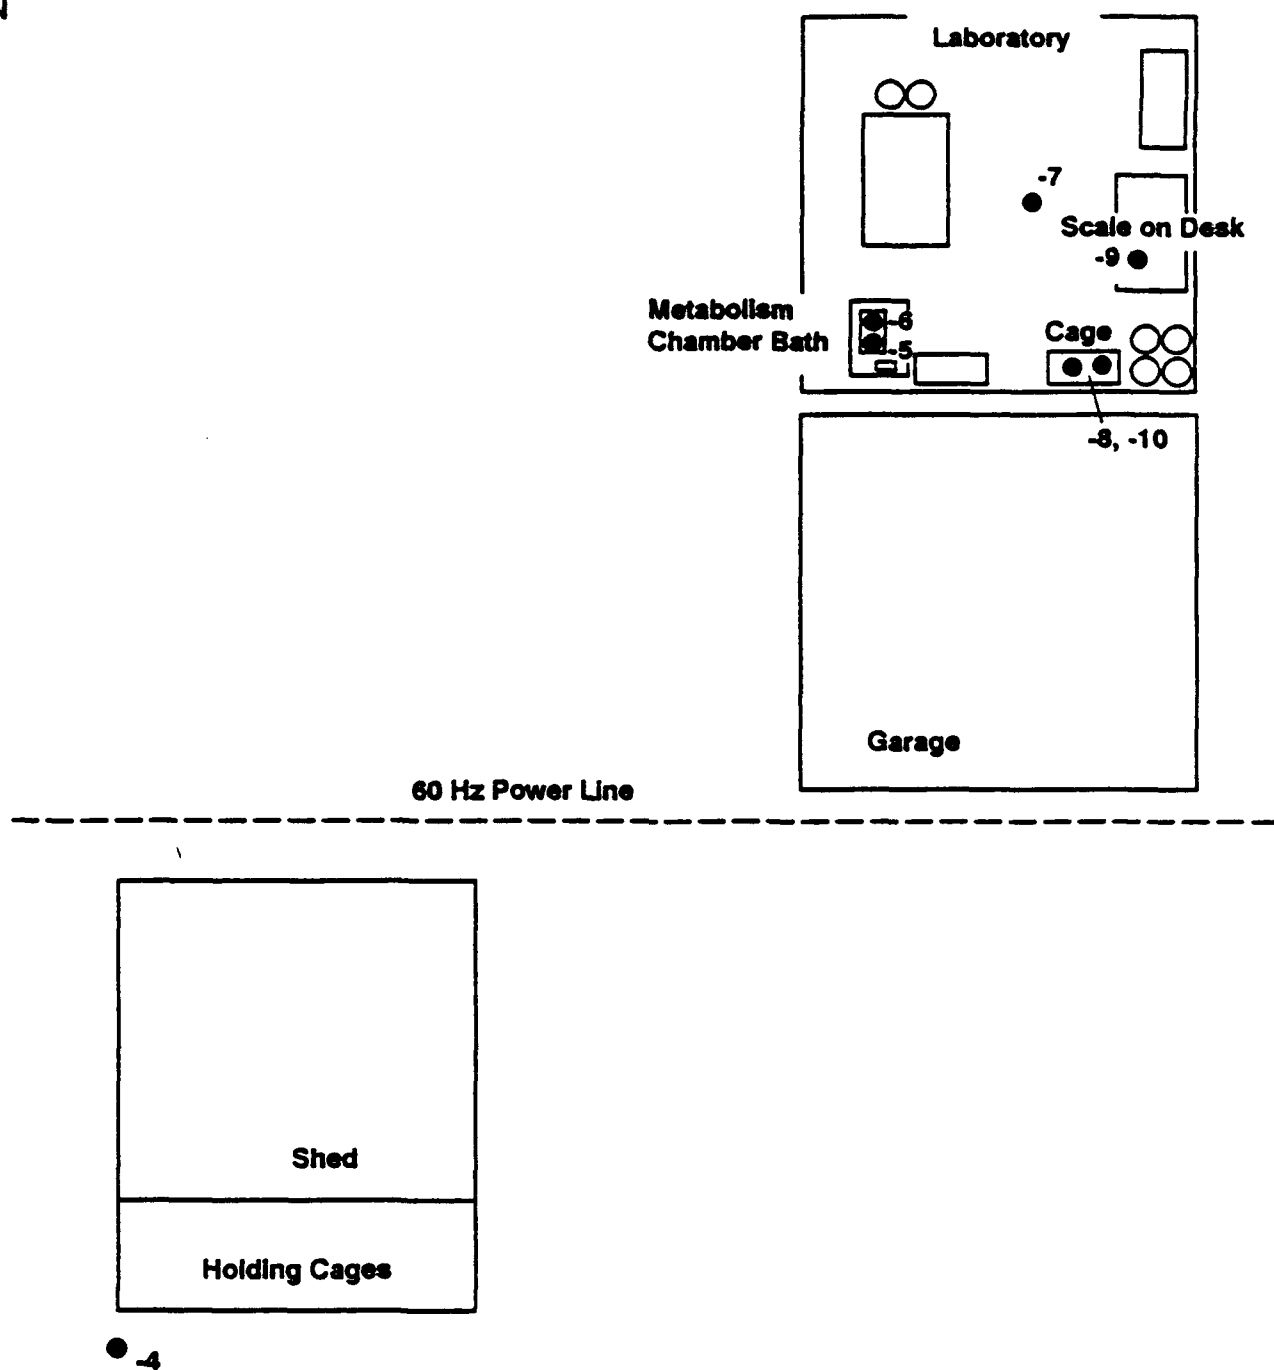 Laboratory
-7
Scale on Desk
-9
Metabolism
Chamber Bath
-6
-5
Cage
-8, -10
Garage
60 Hz Power Line
Shed
Holding Cages
-4